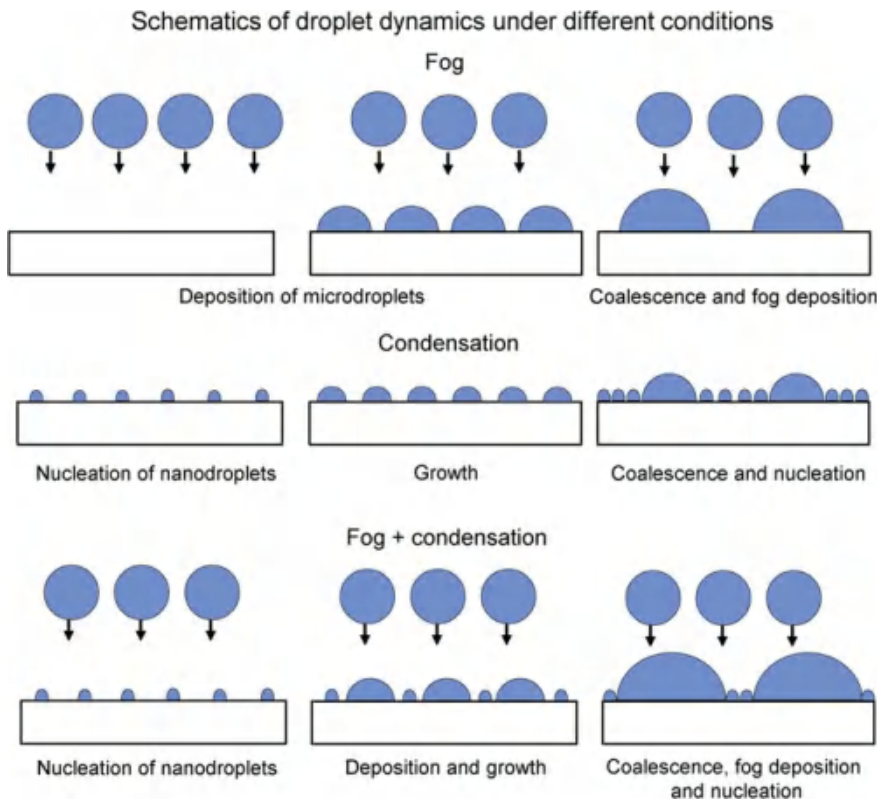 Schematics of droplet dynamics under different conditions
Fog
Deposition of microdroplets
Coalescence and fog deposition
Condensation
Nucleation of nanodroplets
Growth
Coalescence and nucleation
Fog + condensation
Nucleation of nanodroplets
Deposition and growth
Coalescence, fog deposition
and nucleation